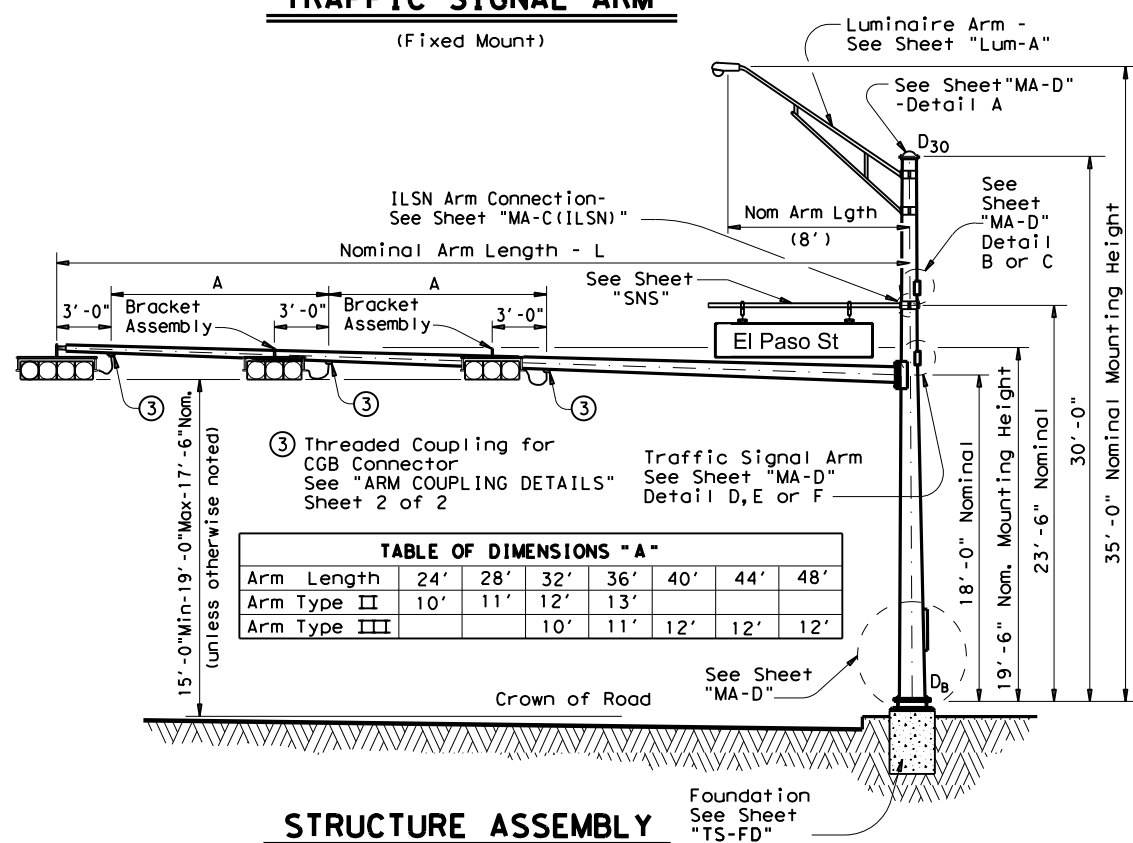 TRAFFIC SIGNAL ARM
(Fixed Mount)
Luminaire Arm -
See Sheet "Lum-A"
See Sheet"MA-D"
-Detail A
D30
ILSN Arm Connection-
See Sheet "MA-C(ILSN)"
Nom Arm Lgth
(8')
See
Sheet
"MA-D"
Detail
B or C
Nominal Arm Length - L
See Sheet
"SNS"
A
A
3'-0"
Bracket
Assembly
3'-0"
Bracket
Assembly
3'-0"
El Paso St
3
3
3
3 Threaded Coupling for
CGB Connector
See "ARM COUPLING DETAILS"
Sheet 2 of 2
Traffic Signal Arm
See Sheet "MA-D"
Detail D,E or F
15'-0"Min-19'-0"Max-17'-6"Nom.
(unless otherwise noted)
18'-0" Nominal
19'-6" Nom. Mounting Height
23'-6" Nominal
30'-0"
35'-0" Nominal Mounting Height
TABLE OF DIMENSIONS "A"
Arm Length 24' 28' 32' 36' 40' 44' 48'
Arm Type II 10' 11' 12' 13'
Arm Type III 10' 11' 12' 12' 12'
See Sheet
"MA-D"
DB
Crown of Road
Foundation
See Sheet
"TS-FD"
STRUCTURE ASSEMBLY